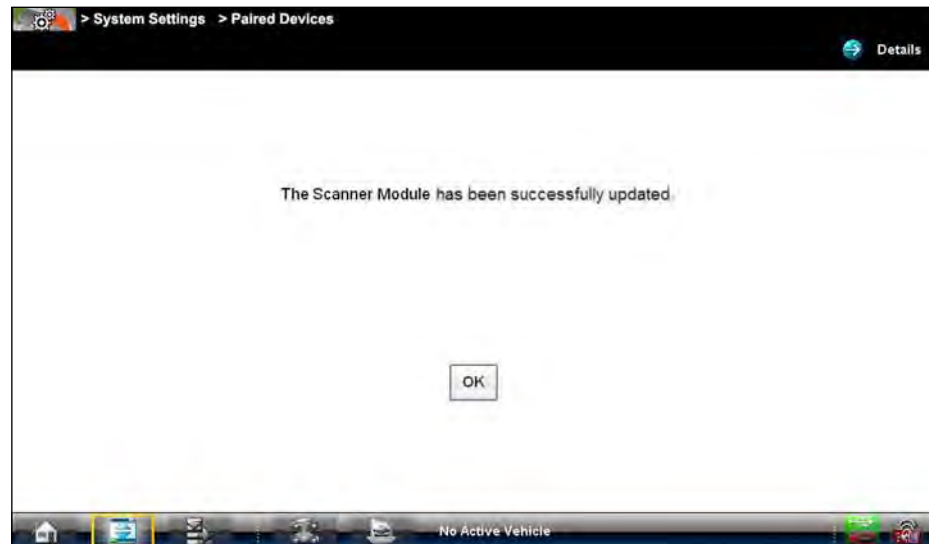 > System Settings > Paired Devices
Details
The Scanner Module has been successfully updated.
OK
No Active Vehicle